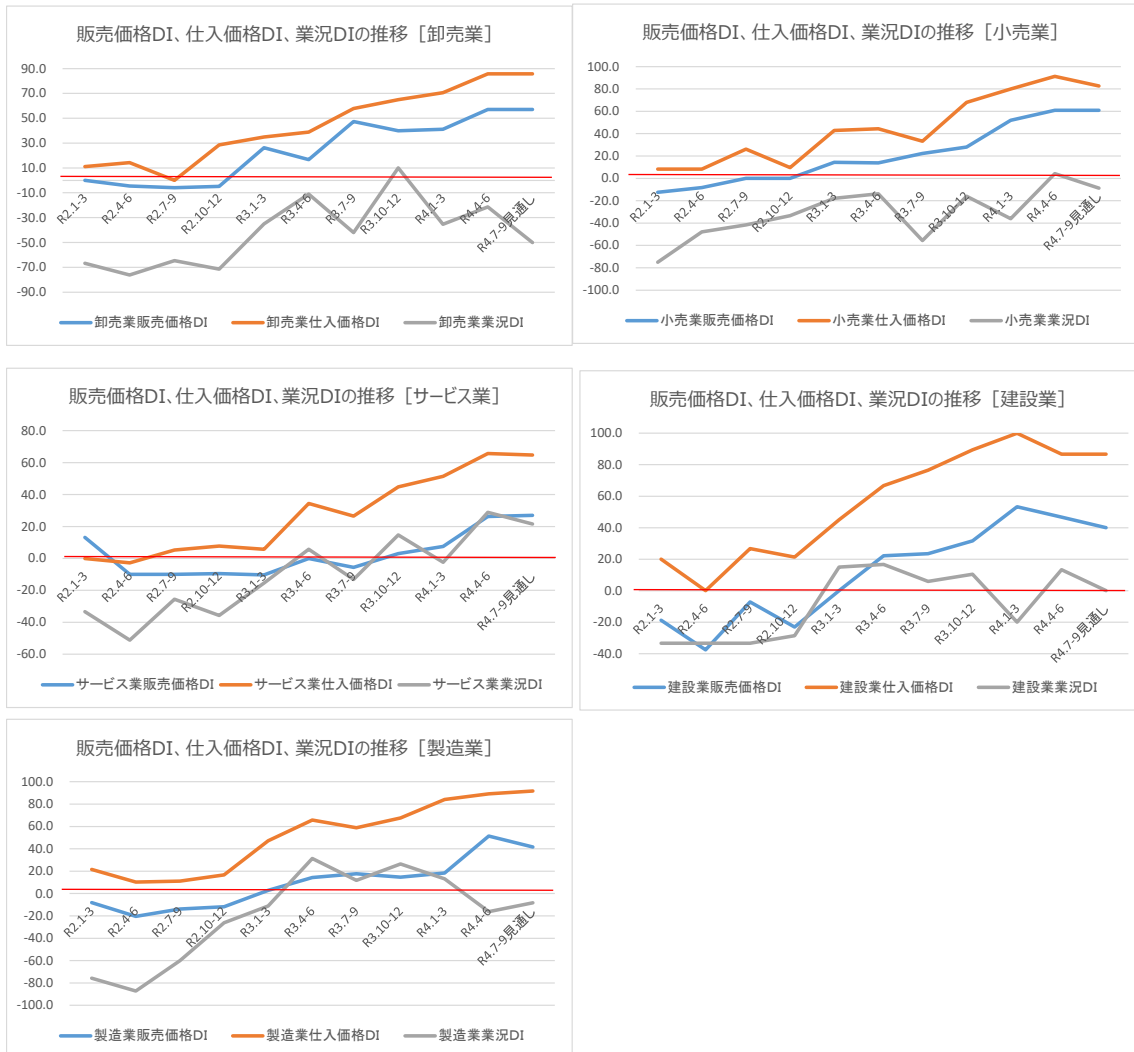 販売価格DI、仕入価格DI、業況DIの推移 [卸売業]
90.0
70.0
50.0
30.0
10.0
-10.0
-30.0
-50.0
-70.0
-90.0
R2.1-3
R2.4-6
R2.7-9
R2.10-12
R3.1-3
R3.4-6
R3.7-9
R3.10-12
R4.1-3
R4.4-6
R4.7-9見通し
卸売業販売価格DI 卸売業仕入価格DI 卸売業業況DI
販売価格DI、仕入価格DI、業況DIの推移 [小売業]
100.0
80.0
60.0
40.0
20.0
0.0
-20.0
-40.0
-60.0
-80.0
-100.0
R2.1-3
R2.4-6
R2.7-9
R2.10-12
R3.1-3
R3.4-6
R3.7-9
R3.10-12
R4.1-3
R4.4-6
R4.7-9見通し
小売業販売価格DI 小売業仕入価格DI 小売業業況DI
販売価格DI、仕入価格DI、業況DIの推移 [サービス業]
80.0
60.0
40.0
20.0
0.0
-20.0
-40.0
-60.0
R2.1-3
R2.4-6
R2.7-9
R2.10-12
R3.1-3
R3.4-6
R3.7-9
R3.10-12
R4.1-3
R4.4-6
R4.7-9見通し
サービス業販売価格DI サービス業仕入価格DI サービス業業況DI
販売価格DI、仕入価格DI、業況DIの推移 [建設業]
100.0
80.0
60.0
40.0
20.0
0.0
-20.0
-40.0
R2.1-3
R2.4-6
R2.7-9
R2.10-12
R3.1-3
R3.4-6
R3.7-9
R3.10-12
R4.1-3
R4.4-6
R4.7-9見通し
建設業販売価格DI 建設業仕入価格DI 建設業業況DI
販売価格DI、仕入価格DI、業況DIの推移 [製造業]
100.0
80.0
60.0
40.0
20.0
0.0
-20.0
-40.0
-60.0
-80.0
-100.0
R2.1-3
R2.4-6
R2.7-9
R2.10-12
R3.1-3
R3.4-6
R3.7-9
R3.10-12
R4.1-3
R4.4-6
R4.7-9見通し
製造業販売価格DI 製造業仕入価格DI 製造業業況DI